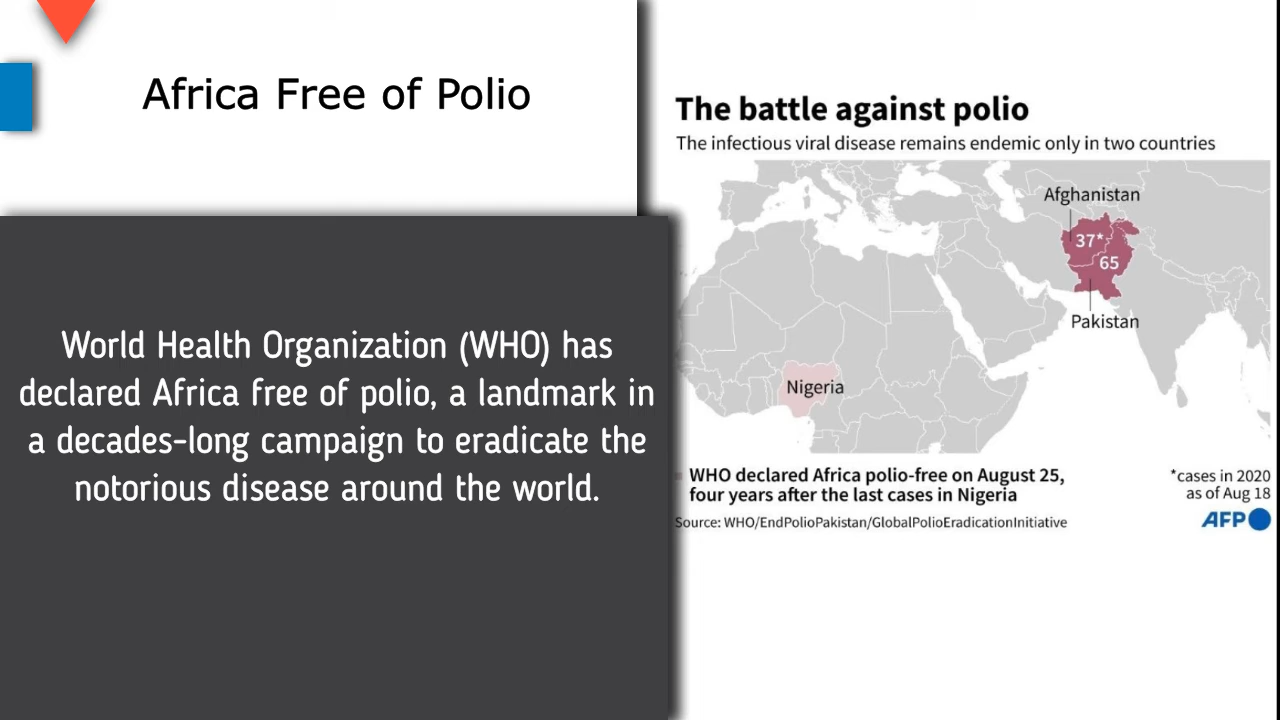 Africa Free of Polio
World Health Organization (WHO) has
declared Africa free of polio, a landmark in
a decades-long campaign to eradicate the
notorious disease around the world.
The battle against polio
The infectious viral disease remains endemic only in two countries
Afghanistan
37*
65
Pakistan
Nigeria
WHO declared Africa polio-free on August 25,
four years after the last cases in Nigeria
*cases in 2020
as of Aug 18
Source: WHO/EndPolioPakistan/GlobalPolioEradicationInitiative
AFP